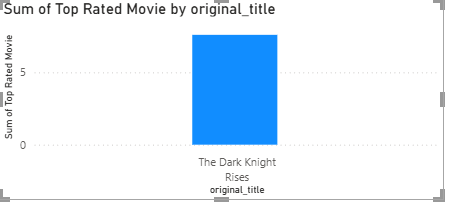 Sum of Top Rated Movie by original_title
Sum of Top Rated Movie
5
0
The Dark Knight
Rises
original_title